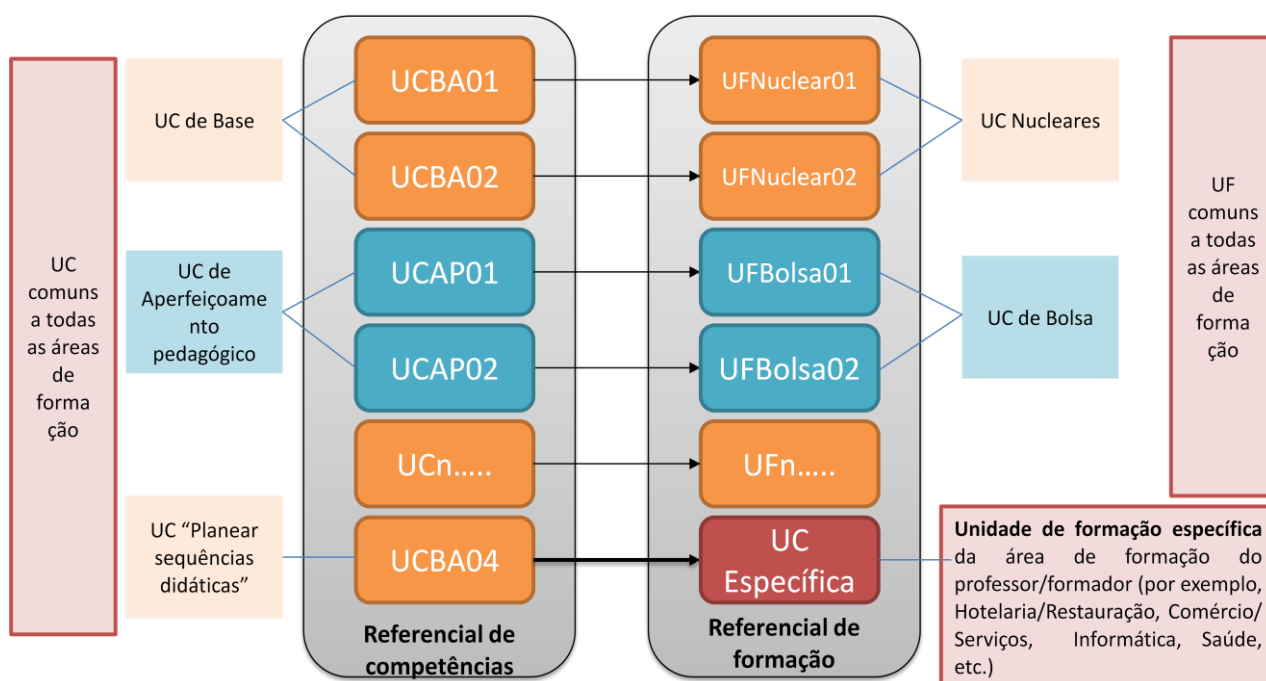 UC
comuns
a todas
as áreas
de
forma
ção
UC de Base
UC de
Aperfeiçoame
nto
pedagógico
UC “Planear
sequências
didáticas”
UCBA01
UCBA02
UCAP01
UCAP02
UCn.....
UCBA04
Referencial de
competências
UFNuclear01
UFNuclear02
UFBolsa01
UFBolsa02
UFn.....
UC
Específica
Referencial de
formação
UC Nucleares
UC de Bolsa
UF
comuns
a todas
as áreas
de
forma
ção
Unidade de formação específica
da área de formação do
professor/formador (por exemplo,
Hotelaria/Restauração, Comércio/
Serviços, Informática, Saúde,
etc.)